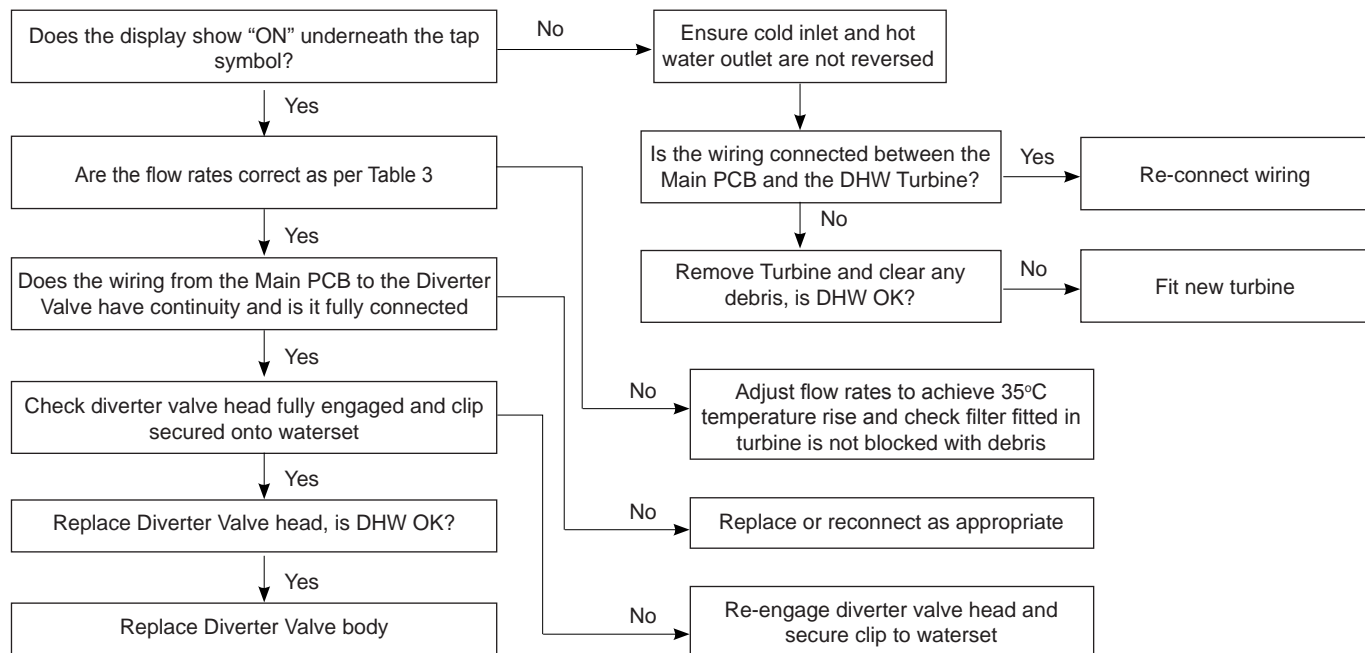 Does the display show “ON” underneath the tap
symbol?
No
Ensure cold inlet and hot
water outlet are not reversed
Yes
Are the flow rates correct as per Table 3
Is the wiring connected between the
Main PCB and the DHW Turbine?
Yes
Re-connect wiring
Yes
No
Does the wiring from the Main PCB to the Diverter
Valve have continuity and is it fully connected
Remove Turbine and clear any
debris, is DHW OK?
No
Fit new turbine
Yes
Check diverter valve head fully engaged and clip
secured onto waterset
No
Adjust flow rates to achieve 35°C
temperature rise and check filter fitted in
turbine is not blocked with debris
Yes
Replace Diverter Valve head, is DHW OK?
No
Replace or reconnect as appropriate
Yes
Replace Diverter Valve body
No
Re-engage diverter valve head and
secure clip to waterset